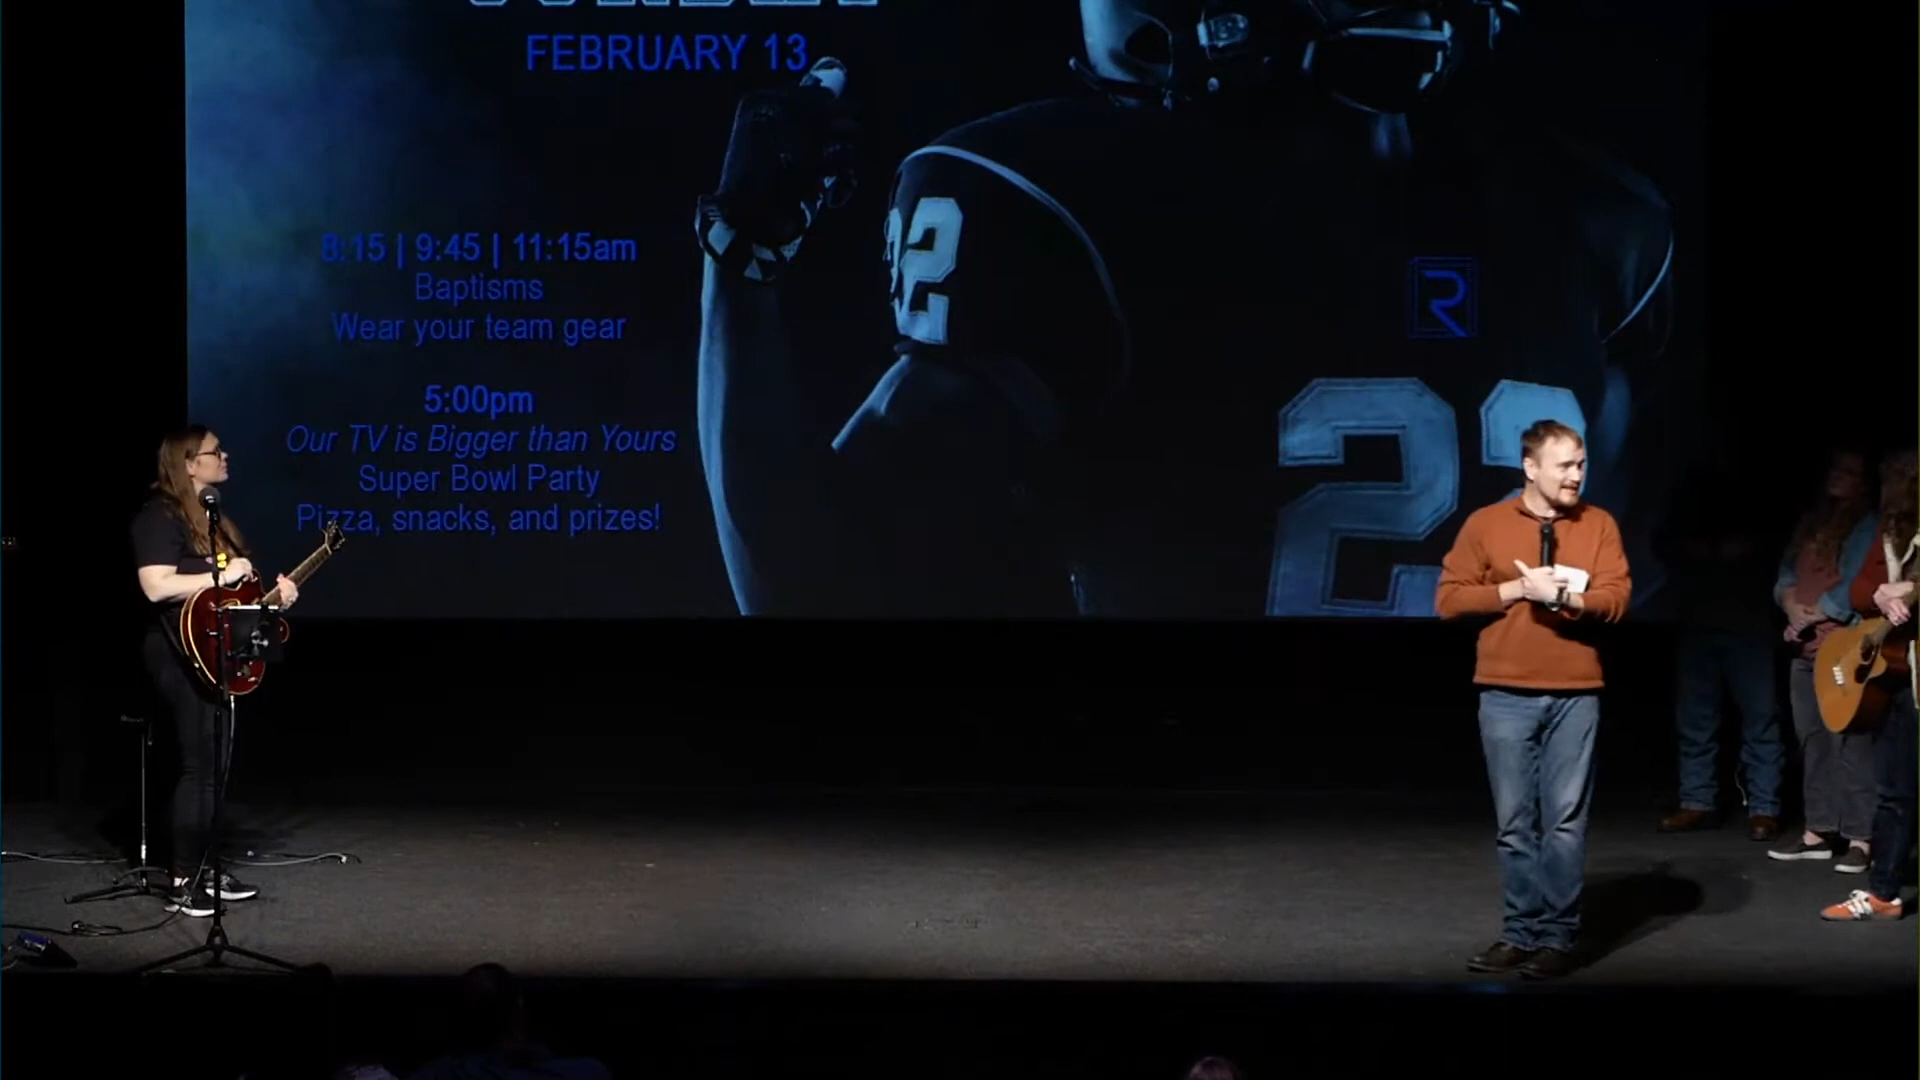 FEBRUARY 13
8:15 | 9:45 | 11:15am
Baptisms
Wear your team gear
5:00pm
Our TV is Bigger than Yours
Super Bowl Party
Pizza, snacks, and prizes!
22
R
22